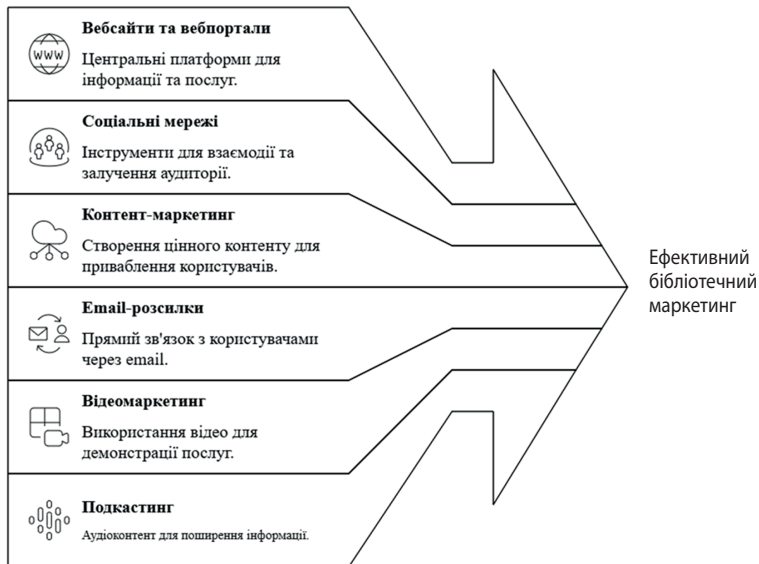 Вебсайти та вебпортали
www
Центральні платформи для
інформації та послуг.
Соціальні мережі
Інструменти для взаємодії та
залучення аудиторії.
Контент-маркетинг
Створення цінного контенту для
приваблення користувачів.
Email-розсилки
Прямий зв'язок з користувачами
через email.
Відеомаркетинг
Використання відео для
демонстрації послуг.
Подкастинг
Аудіоконтент для поширення інформації.
Ефективний
бібліотечний
маркетинг